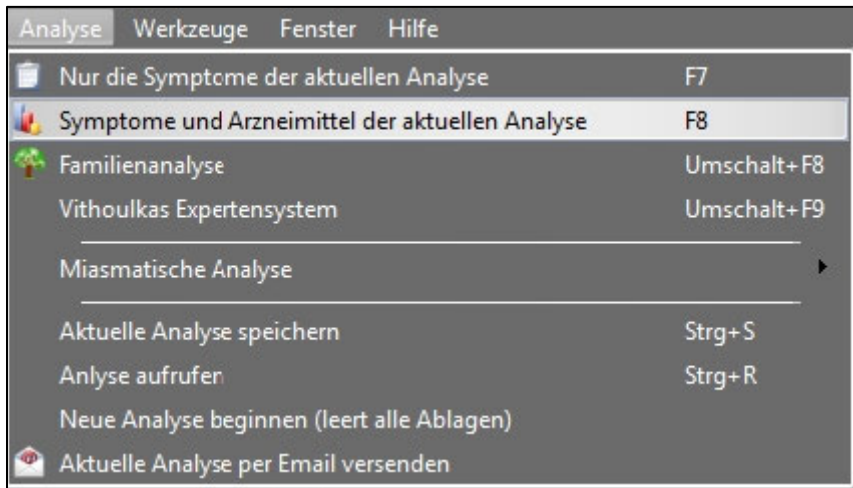 Analyse Werkzeuge Fenster Hilfe
Nur die Symptome der aktuellen Analyse F7
Symptome und Arzneimittel der aktuellen Analyse F8
Familienanalyse Umschalt+F8
Vithoulkas Expertensystem Umschalt+F9
Miasmatische Analyse
Aktuelle Analyse speichern Strg+S
Anlyse aufrufen Strg+R
Neue Analyse beginnen (leert alle Ablagen)
Aktuelle Analyse per Email versenden